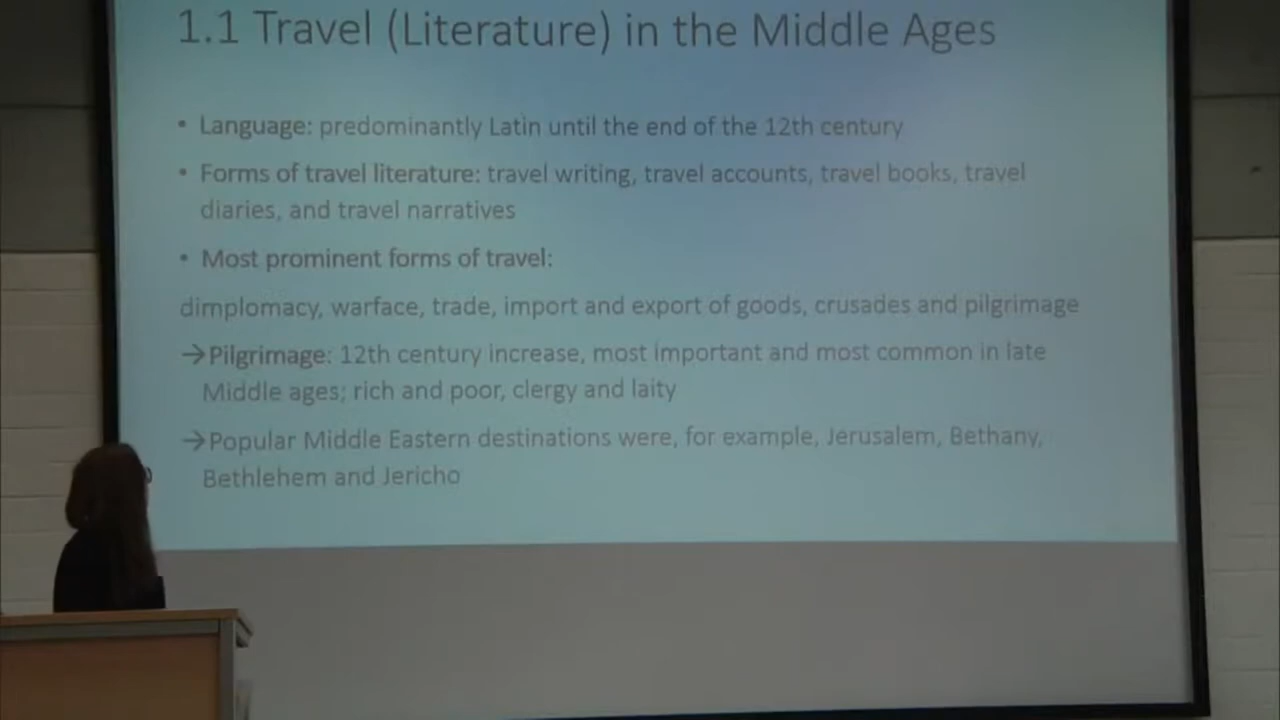 1.1 Travel (Literature) in the Middle Ages
• Language: predominantly Latin until the end of the 12th century
• Forms of travel literature: travel writing, travel accounts, travel books, travel
diaries, and travel narratives
• Most prominent forms of travel:
dimplomacy, warface, trade, import and export of goods, crusades and pilgrimage
→Pilgrimage: 12th century increase, most important and most common in late
Middle ages; rich and poor, clergy and laity
→Popular Middle Eastern destinations were, for example, Jerusalem, Bethany,
Bethlehem and Jericho